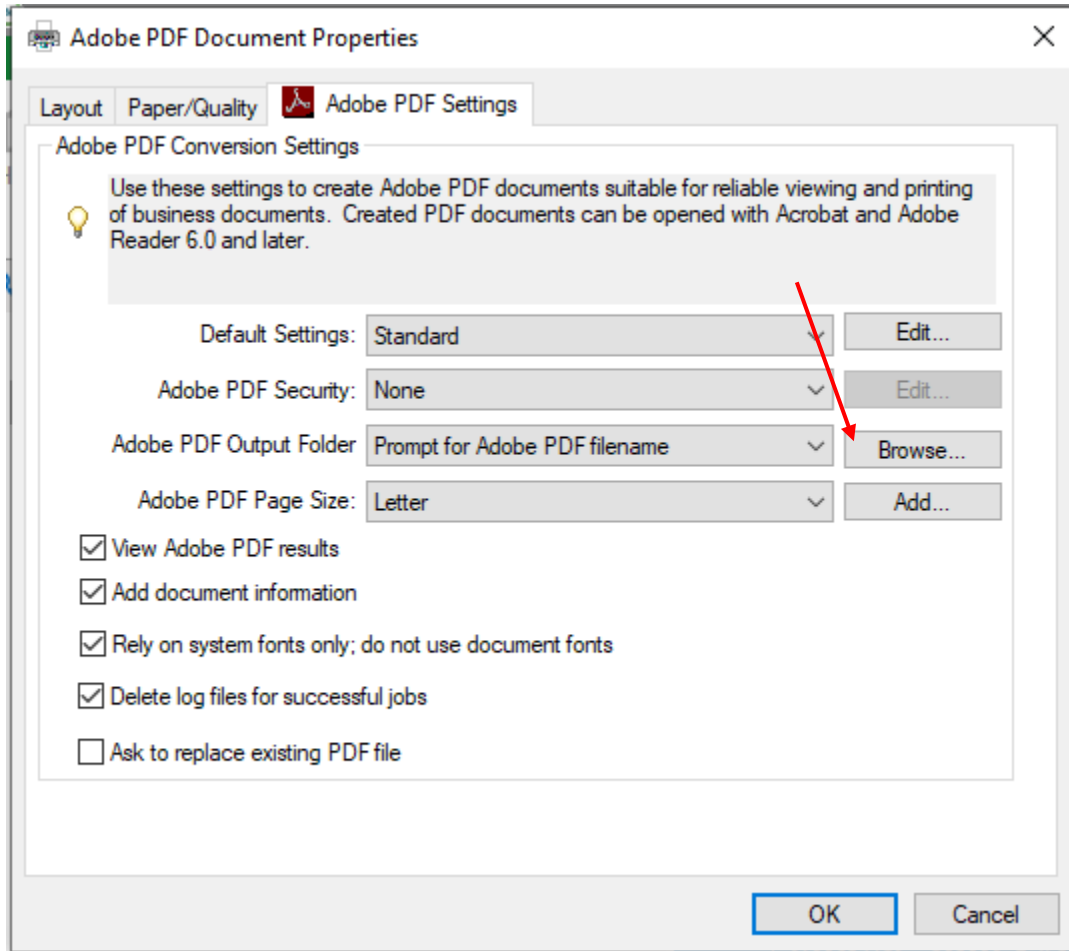 Adobe PDF Document Properties
Layout Paper/Quality Adobe PDF Settings
Adobe PDF Conversion Settings
Use these settings to create Adobe PDF documents suitable for reliable viewing and printing
of business documents. Created PDF documents can be opened with Acrobat and Adobe
Reader 6.0 and later.
Default Settings: Standard Edit...
Adobe PDF Security: None Edit...
Adobe PDF Output Folder Prompt for Adobe PDF filename Browse...
Adobe PDF Page Size: Letter Add...
View Adobe PDF results
Add document information
Rely on system fonts only; do not use document fonts
Delete log files for successful jobs
Ask to replace existing PDF file
OK Cancel